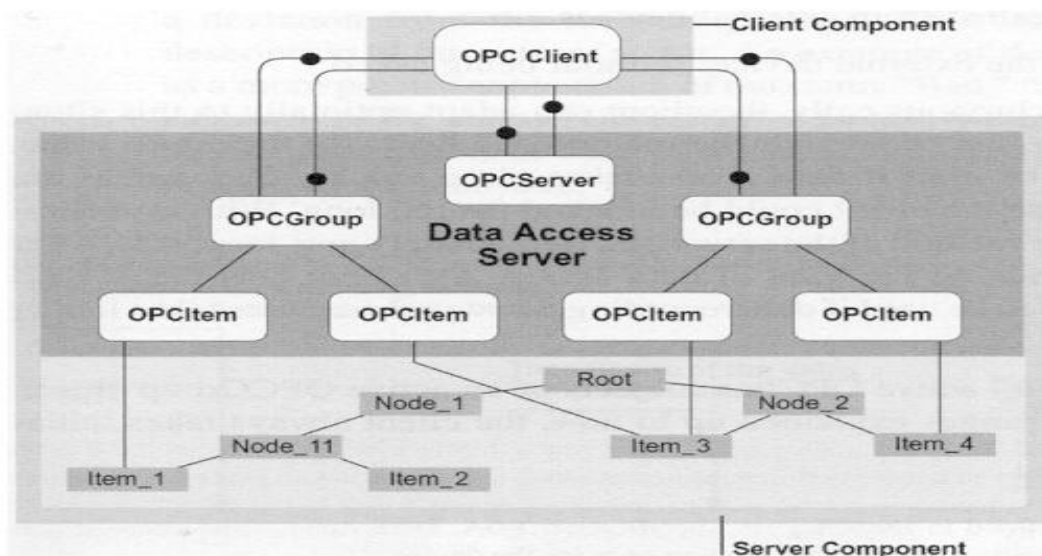 Client Component
OPC Client
OPCServer
OPCGroup
OPCGroup
Data Access
Server
OPCItem
OPCItem
OPCItem
OPCItem
Root
Node_1
Node_2
Node_11
Item_3
Item_4
Item_1
Item_2
Server Component